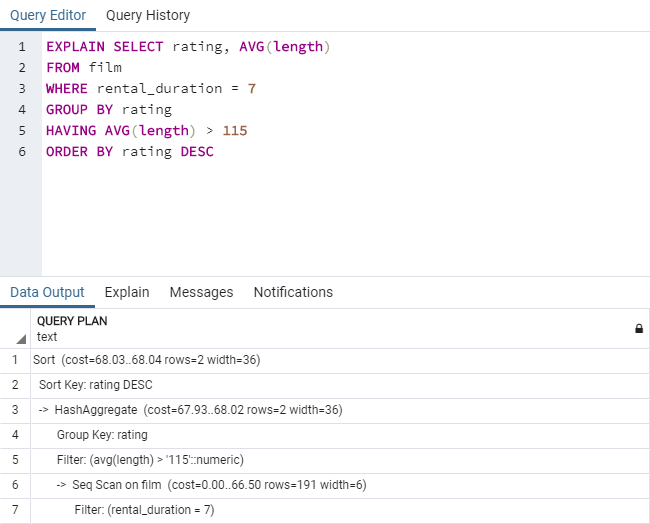 Query Editor Query History
1 EXPLAIN SELECT rating, AVG(length)
2 FROM film
3 WHERE rental_duration = 7
4 GROUP BY rating
5 HAVING AVG(length) > 115
6 ORDER BY rating DESC
Data Output Explain Messages Notifications
QUERY PLAN
text
1 Sort (cost=68.03..68.04 rows=2 width=36)
2 Sort Key: rating DESC
3 -> HashAggregate (cost=67.93..68.02 rows=2 width=36)
4 Group Key: rating
5 Filter: (avg(length) > '115'::numeric)
6 -> Seq Scan on film (cost=0.00..66.50 rows=191 width=6)
7 Filter: (rental_duration = 7)